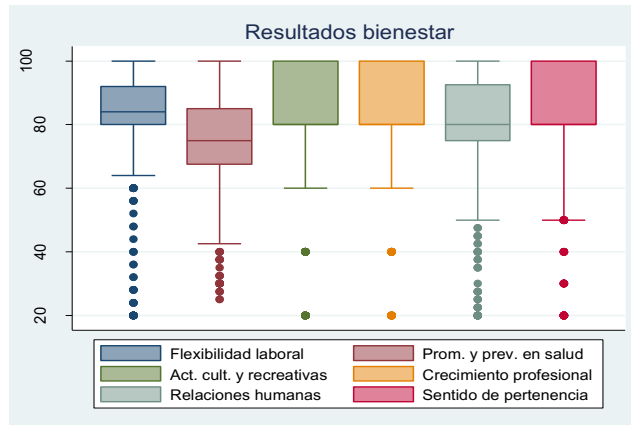 Resultados bienestar
100
80
60
40
20
Flexibilidad laboral
Prom. y prev. en salud
Act. cult. y recreativas
Crecimiento profesional
Relaciones humanas
Sentido de pertenencia